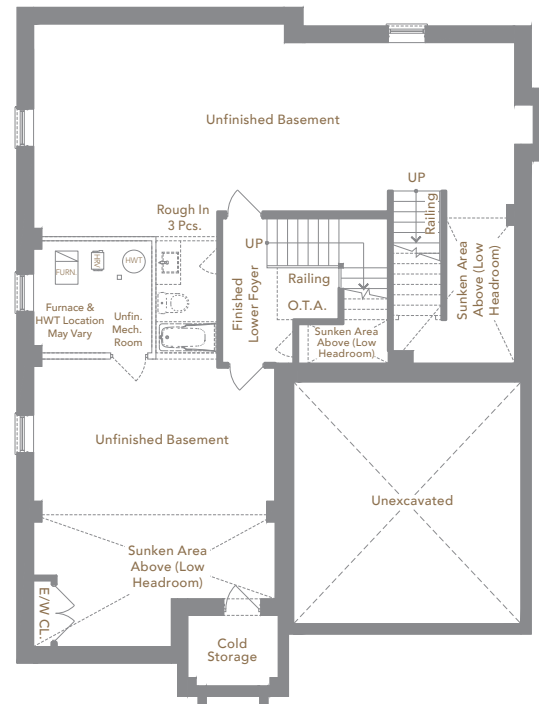 Unfinished Basement
UP
Railing
Rough In
3 Pcs.
UP
Railing
O.T.A.
Finished
Lower Foyer
Sunken Area
Above (Low
Headroom)
Sunken Area
Above (Low
Headroom)
FURN.
HRV
HWT
Furnace &
HWT Location
May Vary
Unfin.
Mech.
Room
Unfinished Basement
Unexcavated
Sunken Area
Above (Low
Headroom)
E/W CL.
Cold
Storage